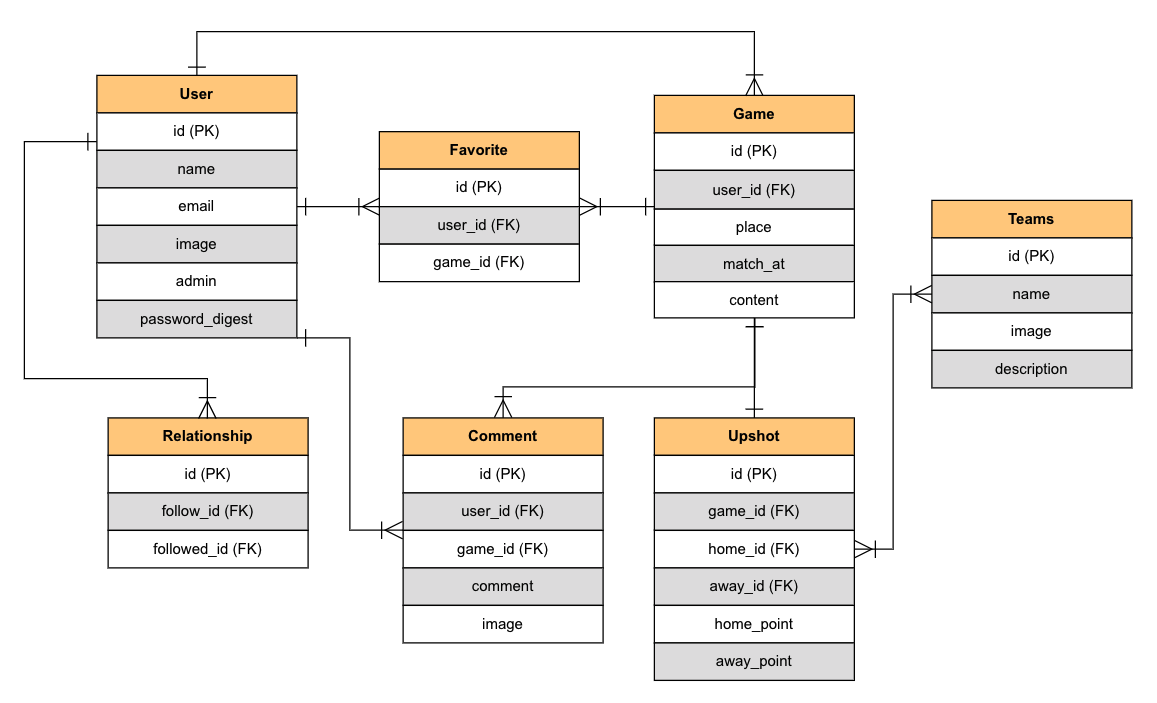 User
id (PK)
name
email
image
admin
password_digest
Favorite
id (PK)
user_id (FK)
game_id (FK)
Game
id (PK)
user_id (FK)
place
match_at
content
Teams
id (PK)
name
image
description
Relationship
id (PK)
follow_id (FK)
followed_id (FK)
Comment
id (PK)
user_id (FK)
game_id (FK)
comment
image
Upshot
id (PK)
game_id (FK)
home_id (FK)
away_id (FK)
home_point
away_point